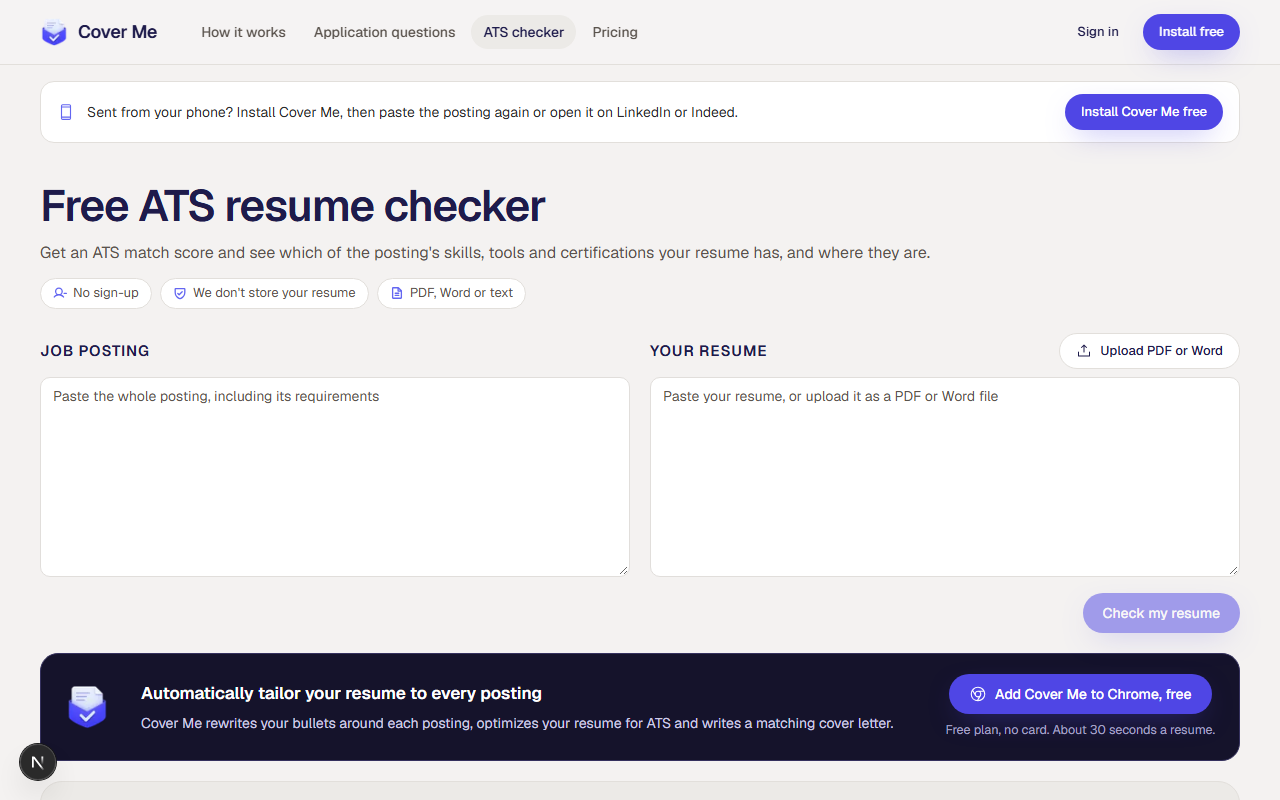 Cover Me
How it works
Application questions
ATS checker
Pricing
Sign in
Install free
Sent from your phone? Install Cover Me, then paste the posting again or open it on LinkedIn or Indeed.
Install Cover Me free
Free ATS resume checker
Get an ATS match score and see which of the posting's skills, tools and certifications your resume has, and where they are.
No sign-up
We don't store your resume
PDF, Word or text
JOB POSTING
YOUR RESUME
Upload PDF or Word
Paste the whole posting, including its requirements
Paste your resume, or upload it as a PDF or Word file
Check my resume
Automatically tailor your resume to every posting
Cover Me rewrites your bullets around each posting, optimizes your resume for ATS and writes a matching cover letter.
Add Cover Me to Chrome, free
Free plan, no card. About 30 seconds a resume.
N